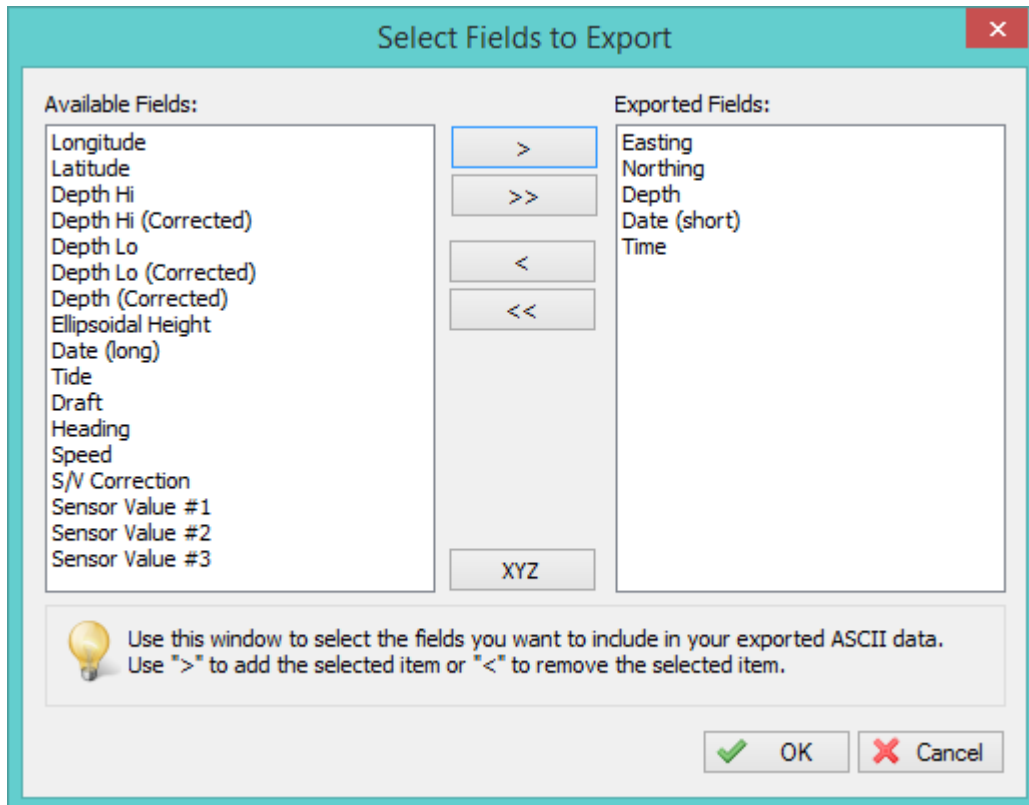 Select Fields to Export
Available Fields:
Longitude
Latitude
Depth Hi
Depth Hi (Corrected)
Depth Lo
Depth Lo (Corrected)
Depth (Corrected)
Ellipsoidal Height
Date (long)
Tide
Draft
Heading
Speed
S/V Correction
Sensor Value #1
Sensor Value #2
Sensor Value #3
>
>>
<
<<
XYZ
Exported Fields:
Easting
Northing
Depth
Date (short)
Time
Use this window to select the fields you want to include in your exported ASCII data.
Use ">" to add the selected item or "<" to remove the selected item.
OK
Cancel